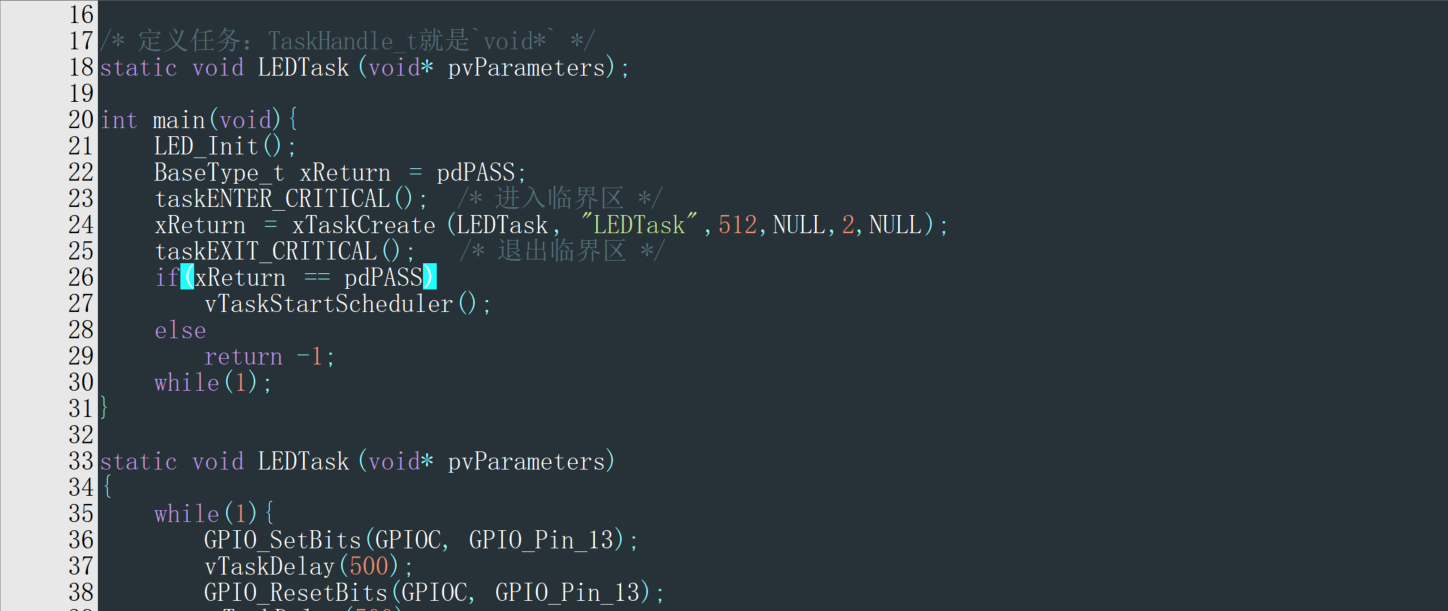 16
17 /* 定义任务：TaskHandle_t就是`void*` */
18 static void LEDTask(void* pvParameters);
19
20 int main(void){
21     LED_Init();
22     BaseType_t xReturn = pdPASS;
23     taskENTER_CRITICAL();  /* 进入临界区 */
24     xReturn = xTaskCreate(LEDTask, "LEDTask",512,NULL,2,NULL);
25     taskEXIT_CRITICAL();   /* 退出临界区 */
26     if(xReturn == pdPASS)
27         vTaskStartScheduler();
28     else
29         return -1;
30     while(1);
31 }
32
33 static void LEDTask(void* pvParameters)
34 {
35     while(1){
36         GPIO_SetBits(GPIOC, GPIO_Pin_13);
37         vTaskDelay(500);
38         GPIO_ResetBits(GPIOC, GPIO_Pin_13);